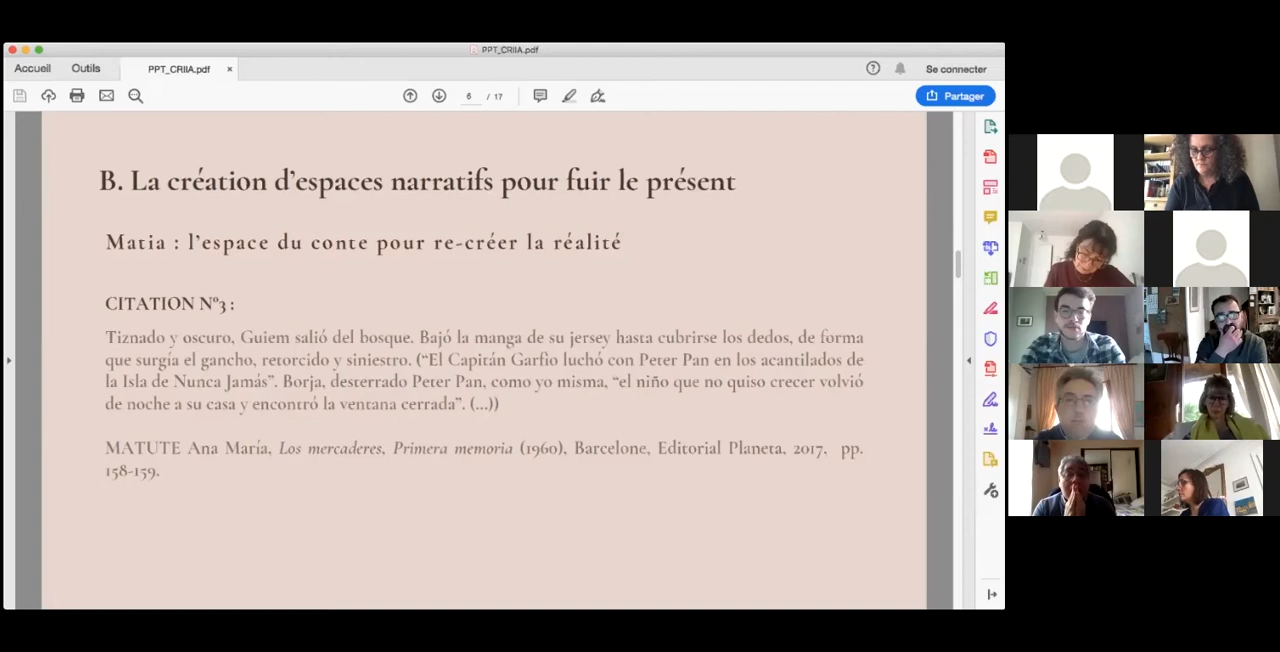 PPT_CRIIA.pdf
Accueil Outils PPT_CRIIA.pdf × Se connecter
6 / 17 Partager
B. La création d'espaces narratifs pour fuir le présent
Matia : l'espace du conte pour re-créer la réalité
CITATION Nº3 :
Tiznado y oscuro, Guiem salió del bosque. Bajó la manga de su jersey hasta cubrirse los dedos, de forma
que surgía el gancho, retorcido y siniestro. ("El Capitán Garfio luchó con Peter Pan en los acantilados de
la Isla de Nunca Jamás". Borja, desterrado Peter Pan, como yo misma, "el niño que no quiso crecer volvió
de noche a su casa y encontró la ventana cerrada". (...))
MATUTE Ana María, Los mercaderes, Primera memoria (1960), Barcelone, Editorial Planeta, 2017, pp.
158-159.